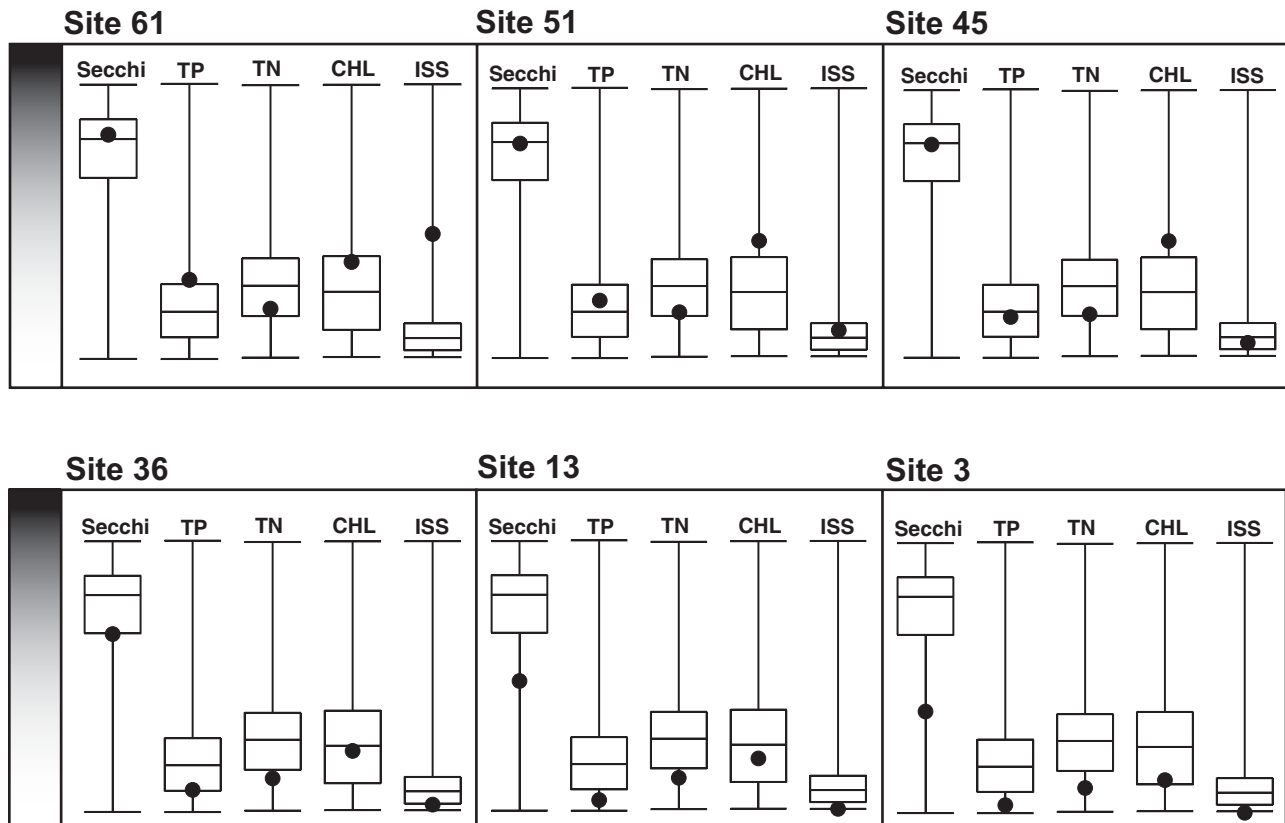 Site 61 Site 51 Site 45
Secchi TP TN CHL ISS Secchi TP TN CHL ISS Secchi TP TN CHL ISS
Site 36 Site 13 Site 3
Secchi TP TN CHL ISS Secchi TP TN CHL ISS Secchi TP TN CHL ISS